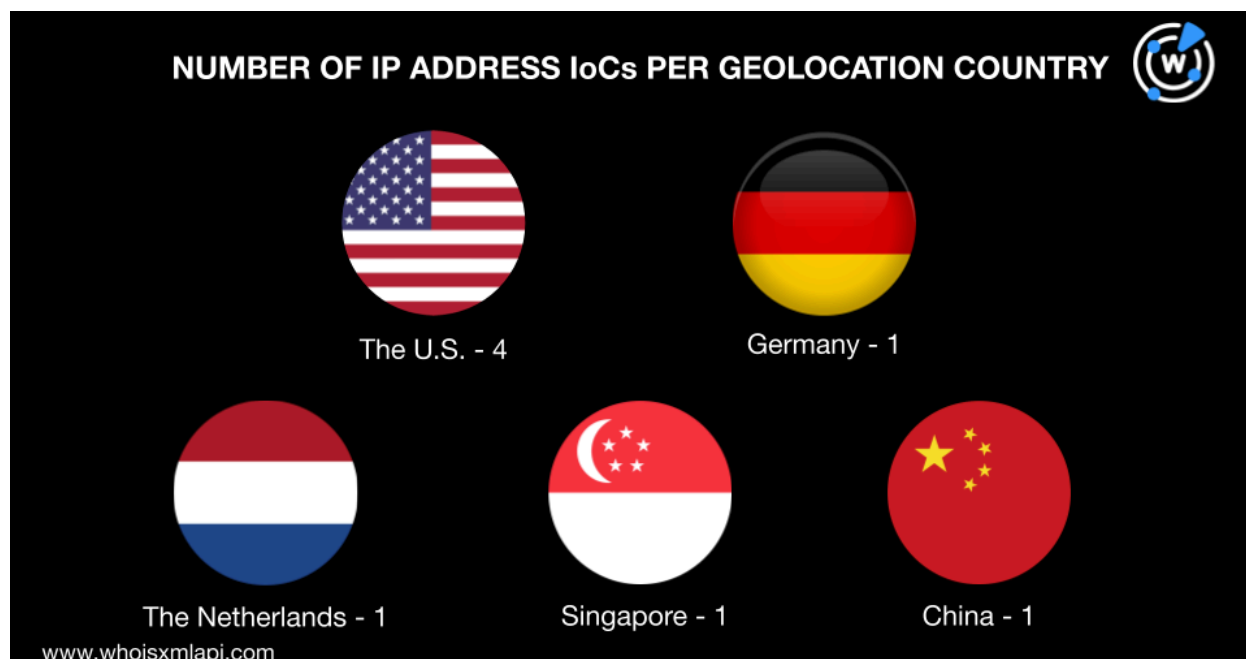 NUMBER OF IP ADDRESS IoCs PER GEOLOCATION COUNTRY
W
The U.S. - 4
Germany - 1
The Netherlands - 1
Singapore - 1
China - 1
www.whoisxmlapi.com